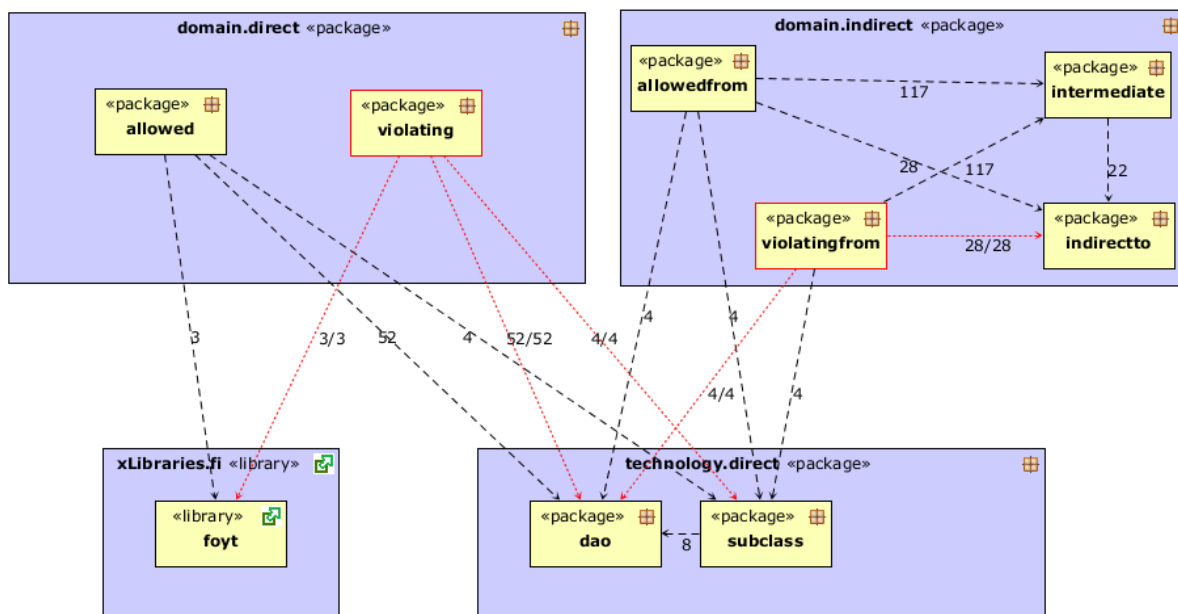 domain.direct «package»
«package»
allowed
«package»
violating
domain.indirect «package»
«package»
allowedfrom
«package»
intermediate
117
28
117
22
«package»
violatingfrom
«package»
indirectto
28/28
3
3/3
52
4
52/52
4/4
4
4
4/4
4
xLibraries.fi «library»
«library»
foyt
technology.direct «package»
«package»
dao
«package»
subclass
8